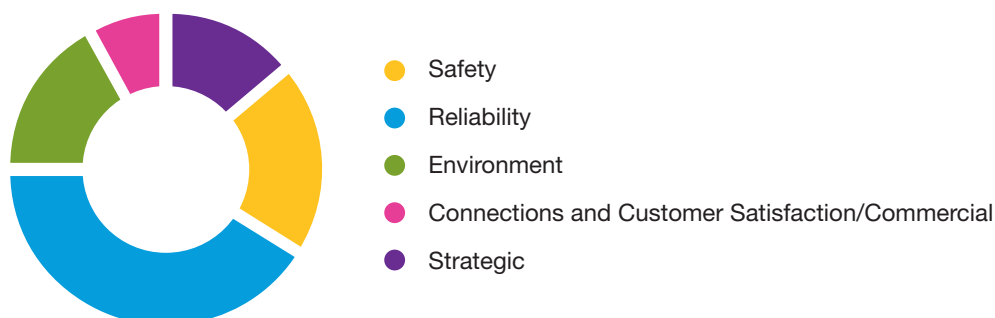 Safety
Reliability
Environment
Connections and Customer Satisfaction/Commercial
Strategic